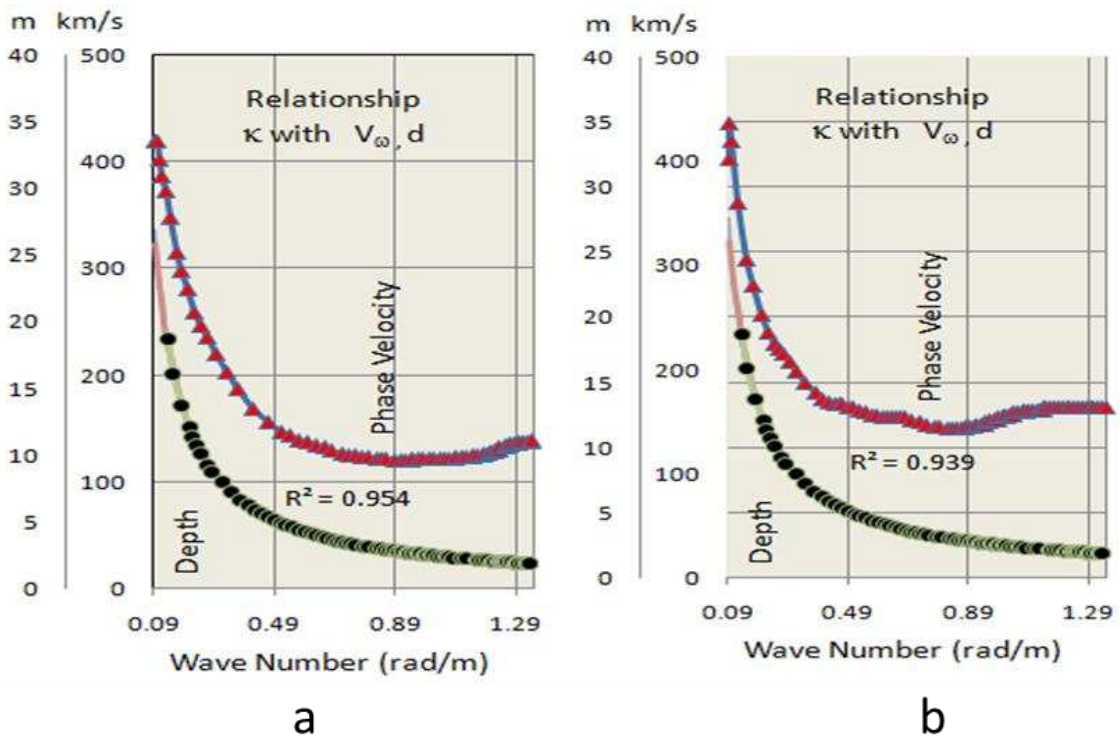 m km/s
40 500
35
400
30
25 300
20
200
15
10
100
5
0 0
Relationship
κ with Vω, d
Phase Velocity
R² = 0.954
Depth
0.09 0.49 0.89 1.29
Wave Number (rad/m)
a
m km/s
40 500
35
400
30
25 300
20
200
15
10
100
5
0 0
Relationship
κ with Vω, d
Phase Velocity
R² = 0.939
Depth
0.09 0.49 0.89 1.29
Wave Number (rad/m)
b